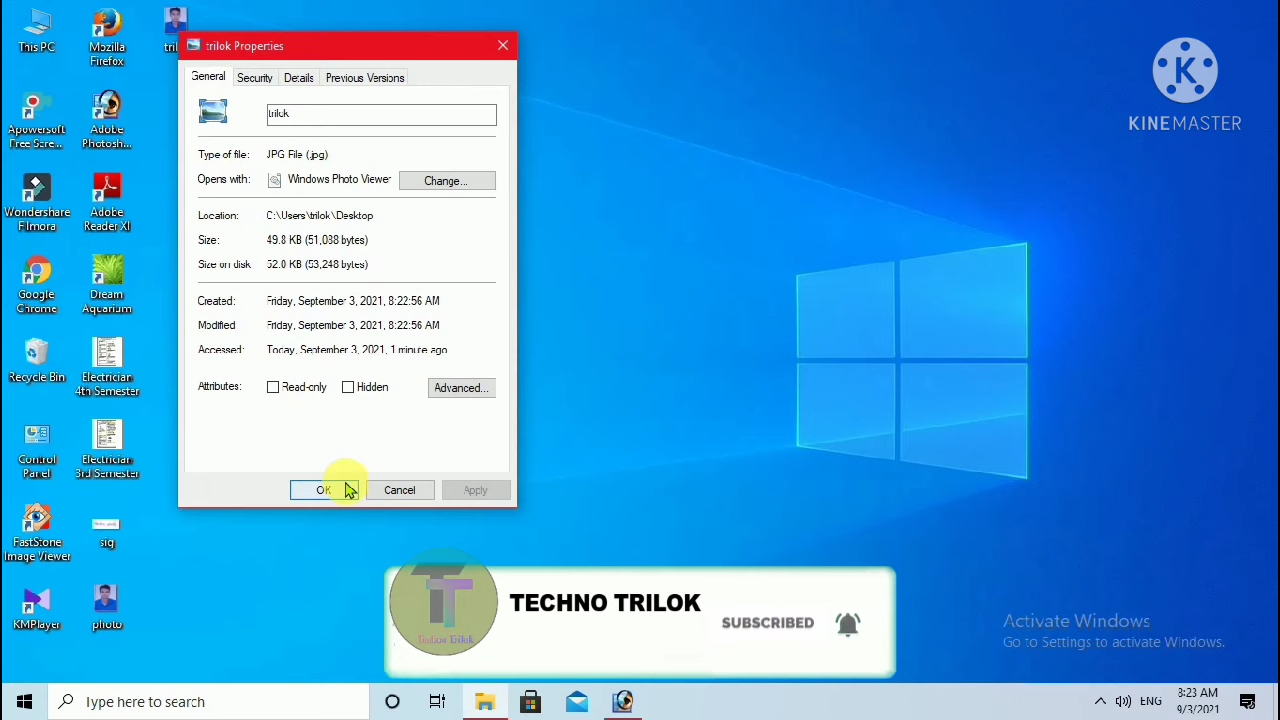 This PC
Mozilla
Firefox
Apowersoft
Free Scre...
Adobe
Photosh...
Wondershare
Filmora
Adobe
Reader XI
Google
Chrome
Dream
Aquarium
Recycle Bin
Electrician
4th Semester
Control
Panel
Electrician
3rd Semester
FastStone
Image Viewer
sig
KMPlayer
photo
trilok Properties
General Security Details Previous Versions
trilok
Type of file: JPG File (.jpg)
Opens with: Windows Photo Viewer Change...
Location: C:\Users\trilok\Desktop
Size: 49.8 KB (51,038 bytes)
Size on disk 52.0 KB (53,248 bytes)
Created: Friday, September 3, 2021, 8:22:56 AM
Modified: Friday, September 3, 2021, 8:22:56 AM
Accessed: Today, September 3, 2021, 1 minute ago
Attributes: Read-only Hidden Advanced...
OK Cancel Apply
K
KINEMASTER
Techno Trilok
TECHNO TRILOK
SUBSCRIBED
Activate Windows
Go to Settings to activate Windows.
Type here to search
ENG
8:23 AM
9/3/2021